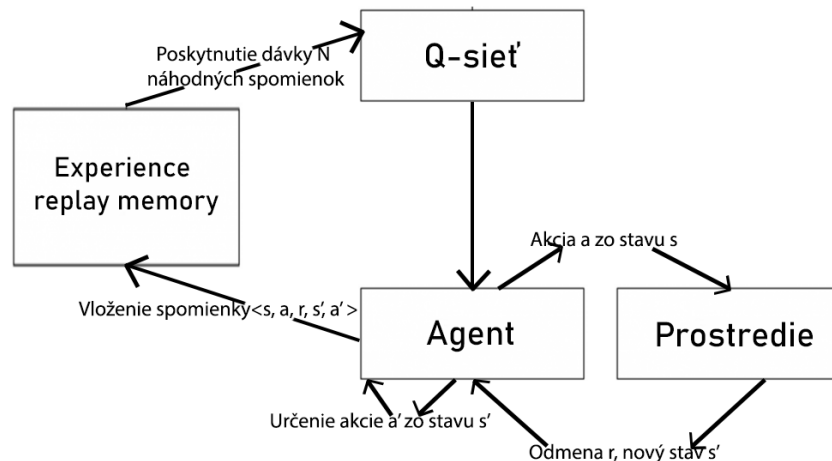 Poskytnutie dávky N
náhodných spomienok
Q-sieť
Experience
replay memory
Akcia a zo stavu s
Vloženie spomienky<s, a, r, s′, a′ >
Agent
Prostredie
Určenie akcie a′ zo stavu s′
Odmena r, nový stav s′